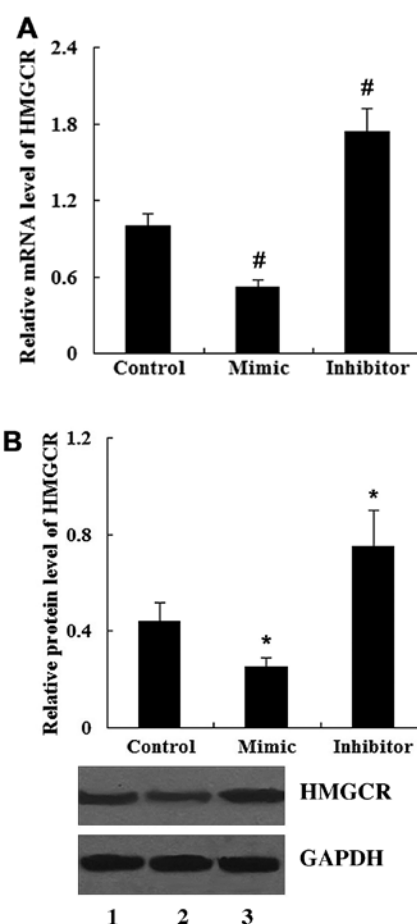 A
Relative mRNA level of HMGCR
2.4
1.8
1.2
0.6
0
#
#
Control Mimic Inhibitor
B
Relative protein level of HMGCR
1.2
0.8
0.4
0
*
*
Control Mimic Inhibitor
HMGCR
GAPDH
1 2 3